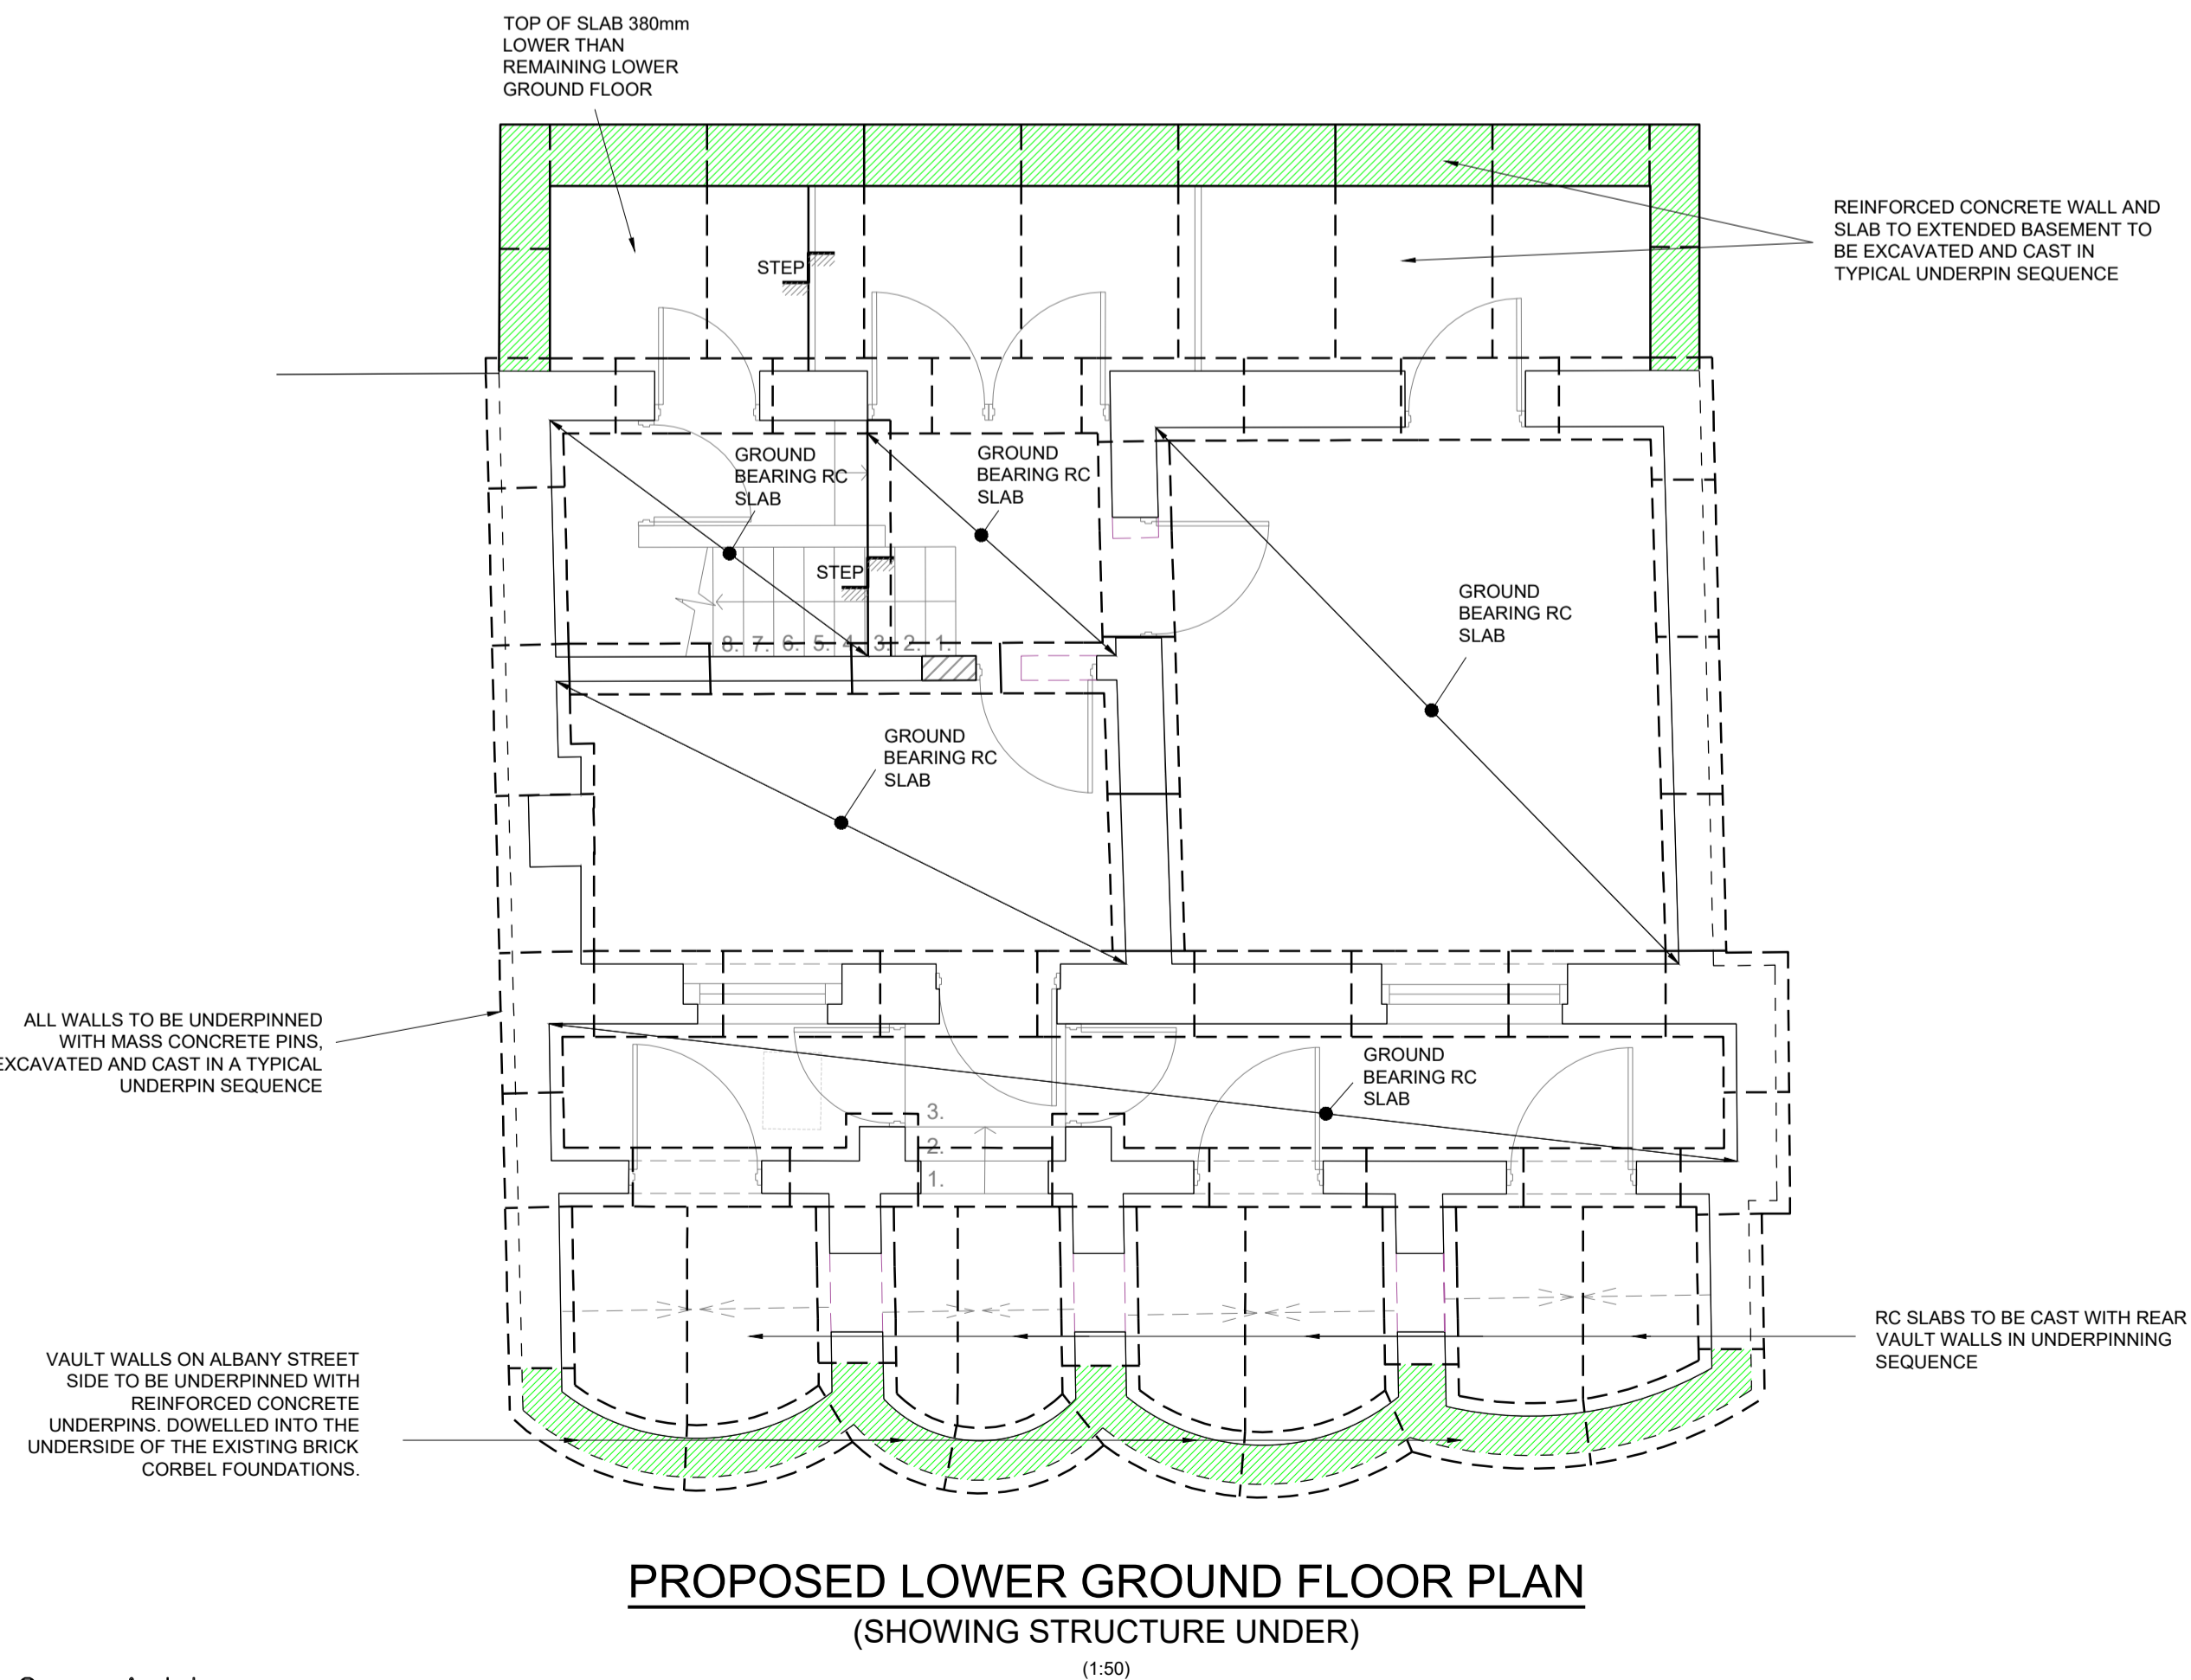 TOP OF SLAB 380mm
LOWER THAN
REMAINING LOWER
GROUND FLOOR
REINFORCED CONCRETE WALL AND
SLAB TO EXTENDED BASEMENT TO
BE EXCAVATED AND CAST IN
TYPICAL UNDERPIN SEQUENCE
STEP
GROUND
BEARING RC
SLAB
GROUND
BEARING RC
SLAB
STEP
GROUND
BEARING RC
SLAB
8. 7. 6. 5. 4. 3. 2. 1.
GROUND
BEARING RC
SLAB
ALL WALLS TO BE UNDERPINNED
WITH MASS CONCRETE PINS,
EXCAVATED AND CAST IN A TYPICAL
UNDERPIN SEQUENCE
GROUND
BEARING RC
SLAB
3.
2.
1.
RC SLABS TO BE CAST WITH REAR
VAULT WALLS IN UNDERPINNING
SEQUENCE
VAULT WALLS ON ALBANY STREET
SIDE TO BE UNDERPINNED WITH
REINFORCED CONCRETE
UNDERPINS. DOWELLED INTO THE
UNDERSIDE OF THE EXISTING BRICK
CORBEL FOUNDATIONS.
PROPOSED LOWER GROUND FLOOR PLAN
(SHOWING STRUCTURE UNDER)
(1:50)